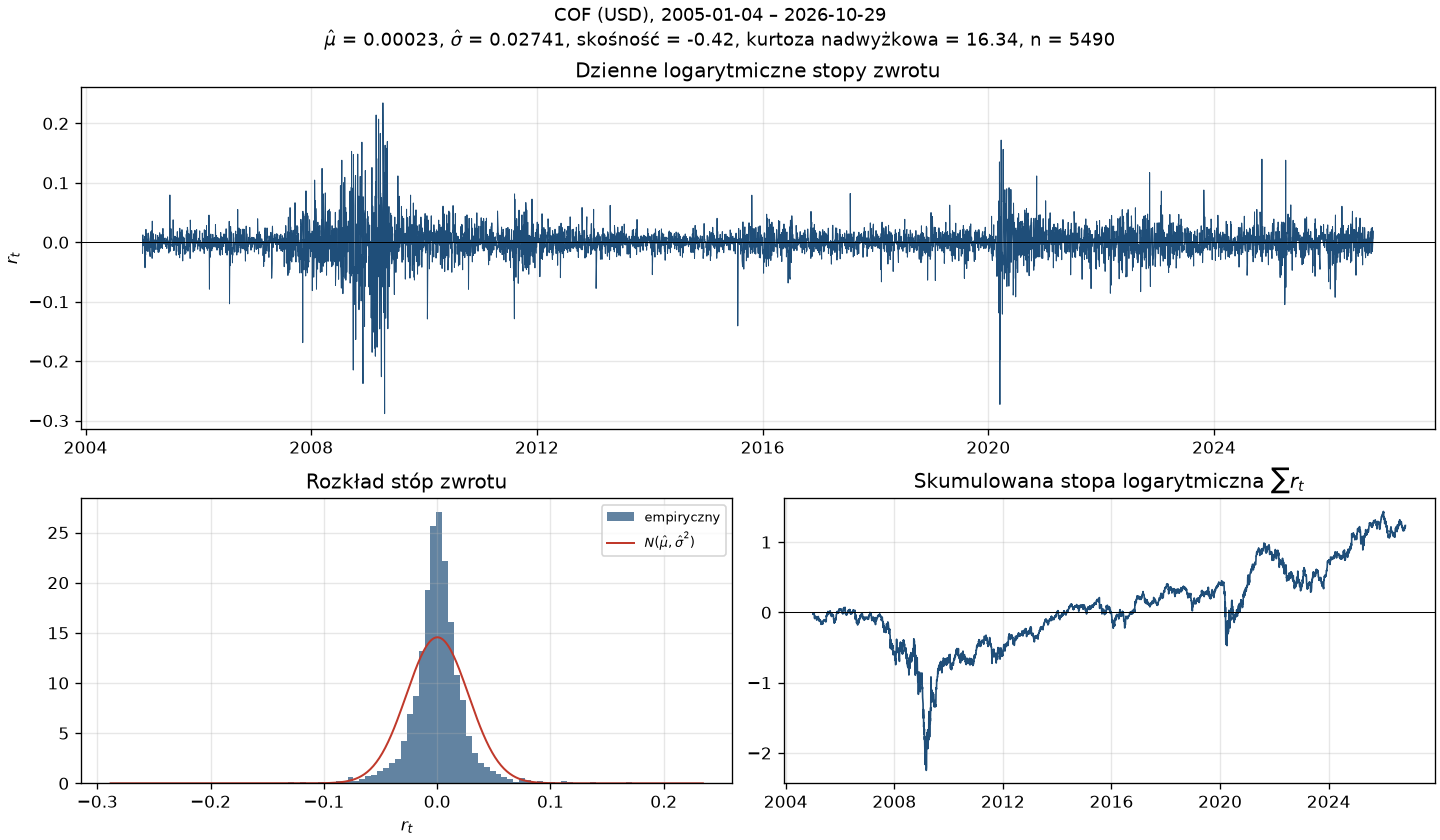 COF (USD), 2005-01-04 – 2026-10-29
μ̂ = 0.00023, σ̂ = 0.02741, skośność = -0.42, kurtoza nadwyżkowa = 16.34, n = 5490
Dzienne logarytmiczne stopy zwrotu
r_t
0.2
0.1
0.0
−0.1
−0.2
−0.3
2004 2008 2012 2016 2020 2024
Rozkład stóp zwrotu
empiryczny
N(μ̂, σ̂²)
25
20
15
10
5
0
−0.3 −0.2 −0.1 0.0 0.1 0.2
r_t
Skumulowana stopa logarytmiczna ∑r_t
1
0
−1
−2
2004 2008 2012 2016 2020 2024